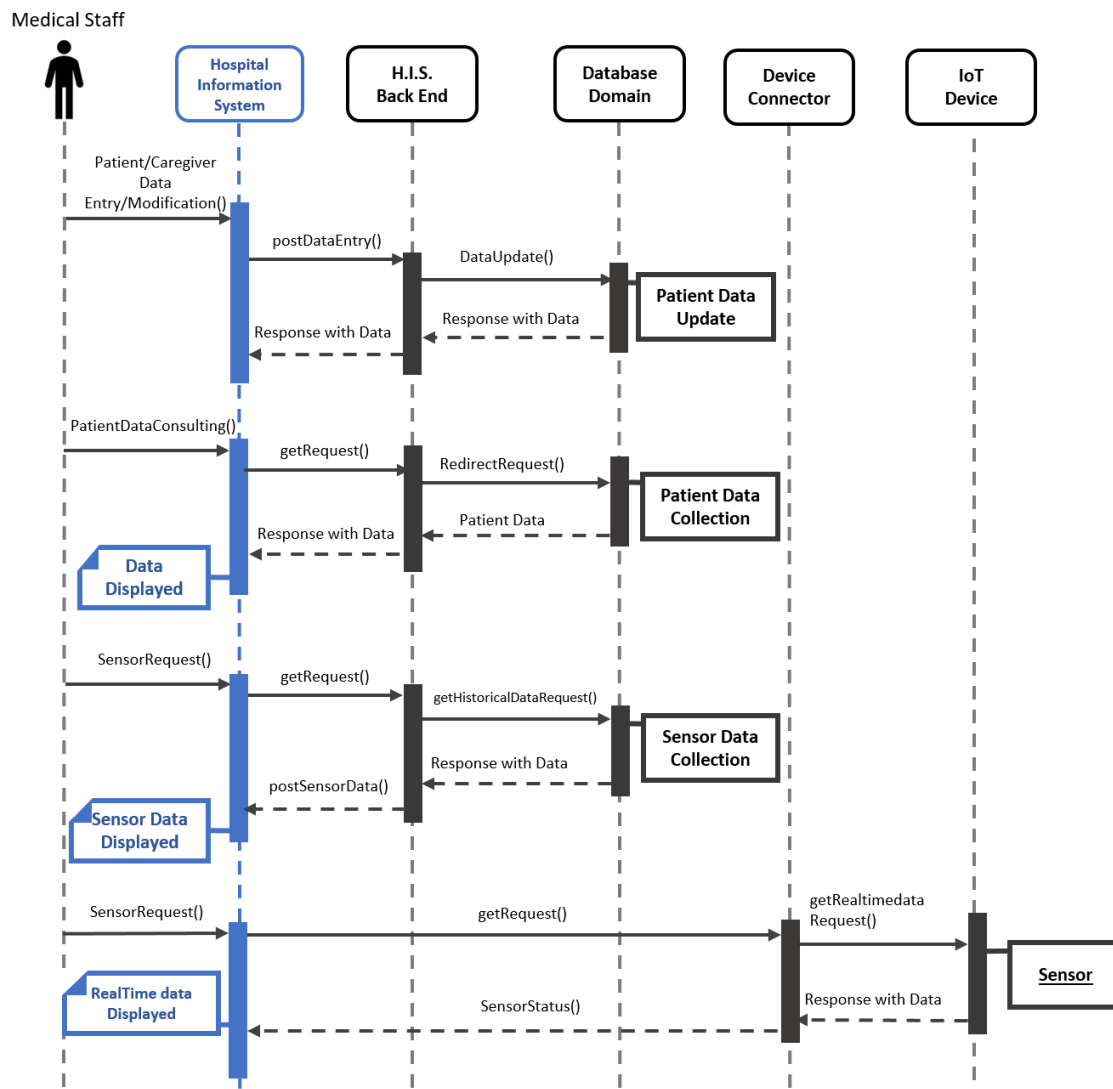 Medical Staff
Hospital
Information
System
H.I.S.
Back End
Database
Domain
Device
Connector
IoT
Device
Patient/Caregiver
Data
Entry/Modification()
postDataEntry()
DataUpdate()
Patient Data
Update
Response with Data
Response with Data
PatientDataConsulting()
getRequest()
RedirectRequest()
Patient Data
Collection
Patient Data
Response with Data
Data
Displayed
SensorRequest()
getRequest()
getHistoricalDataRequest()
Sensor Data
Collection
Response with Data
postSensorData()
Sensor Data
Displayed
SensorRequest()
getRequest()
getRealtimedata
Request()
Sensor
RealTime data
Displayed
SensorStatus()
Response with Data